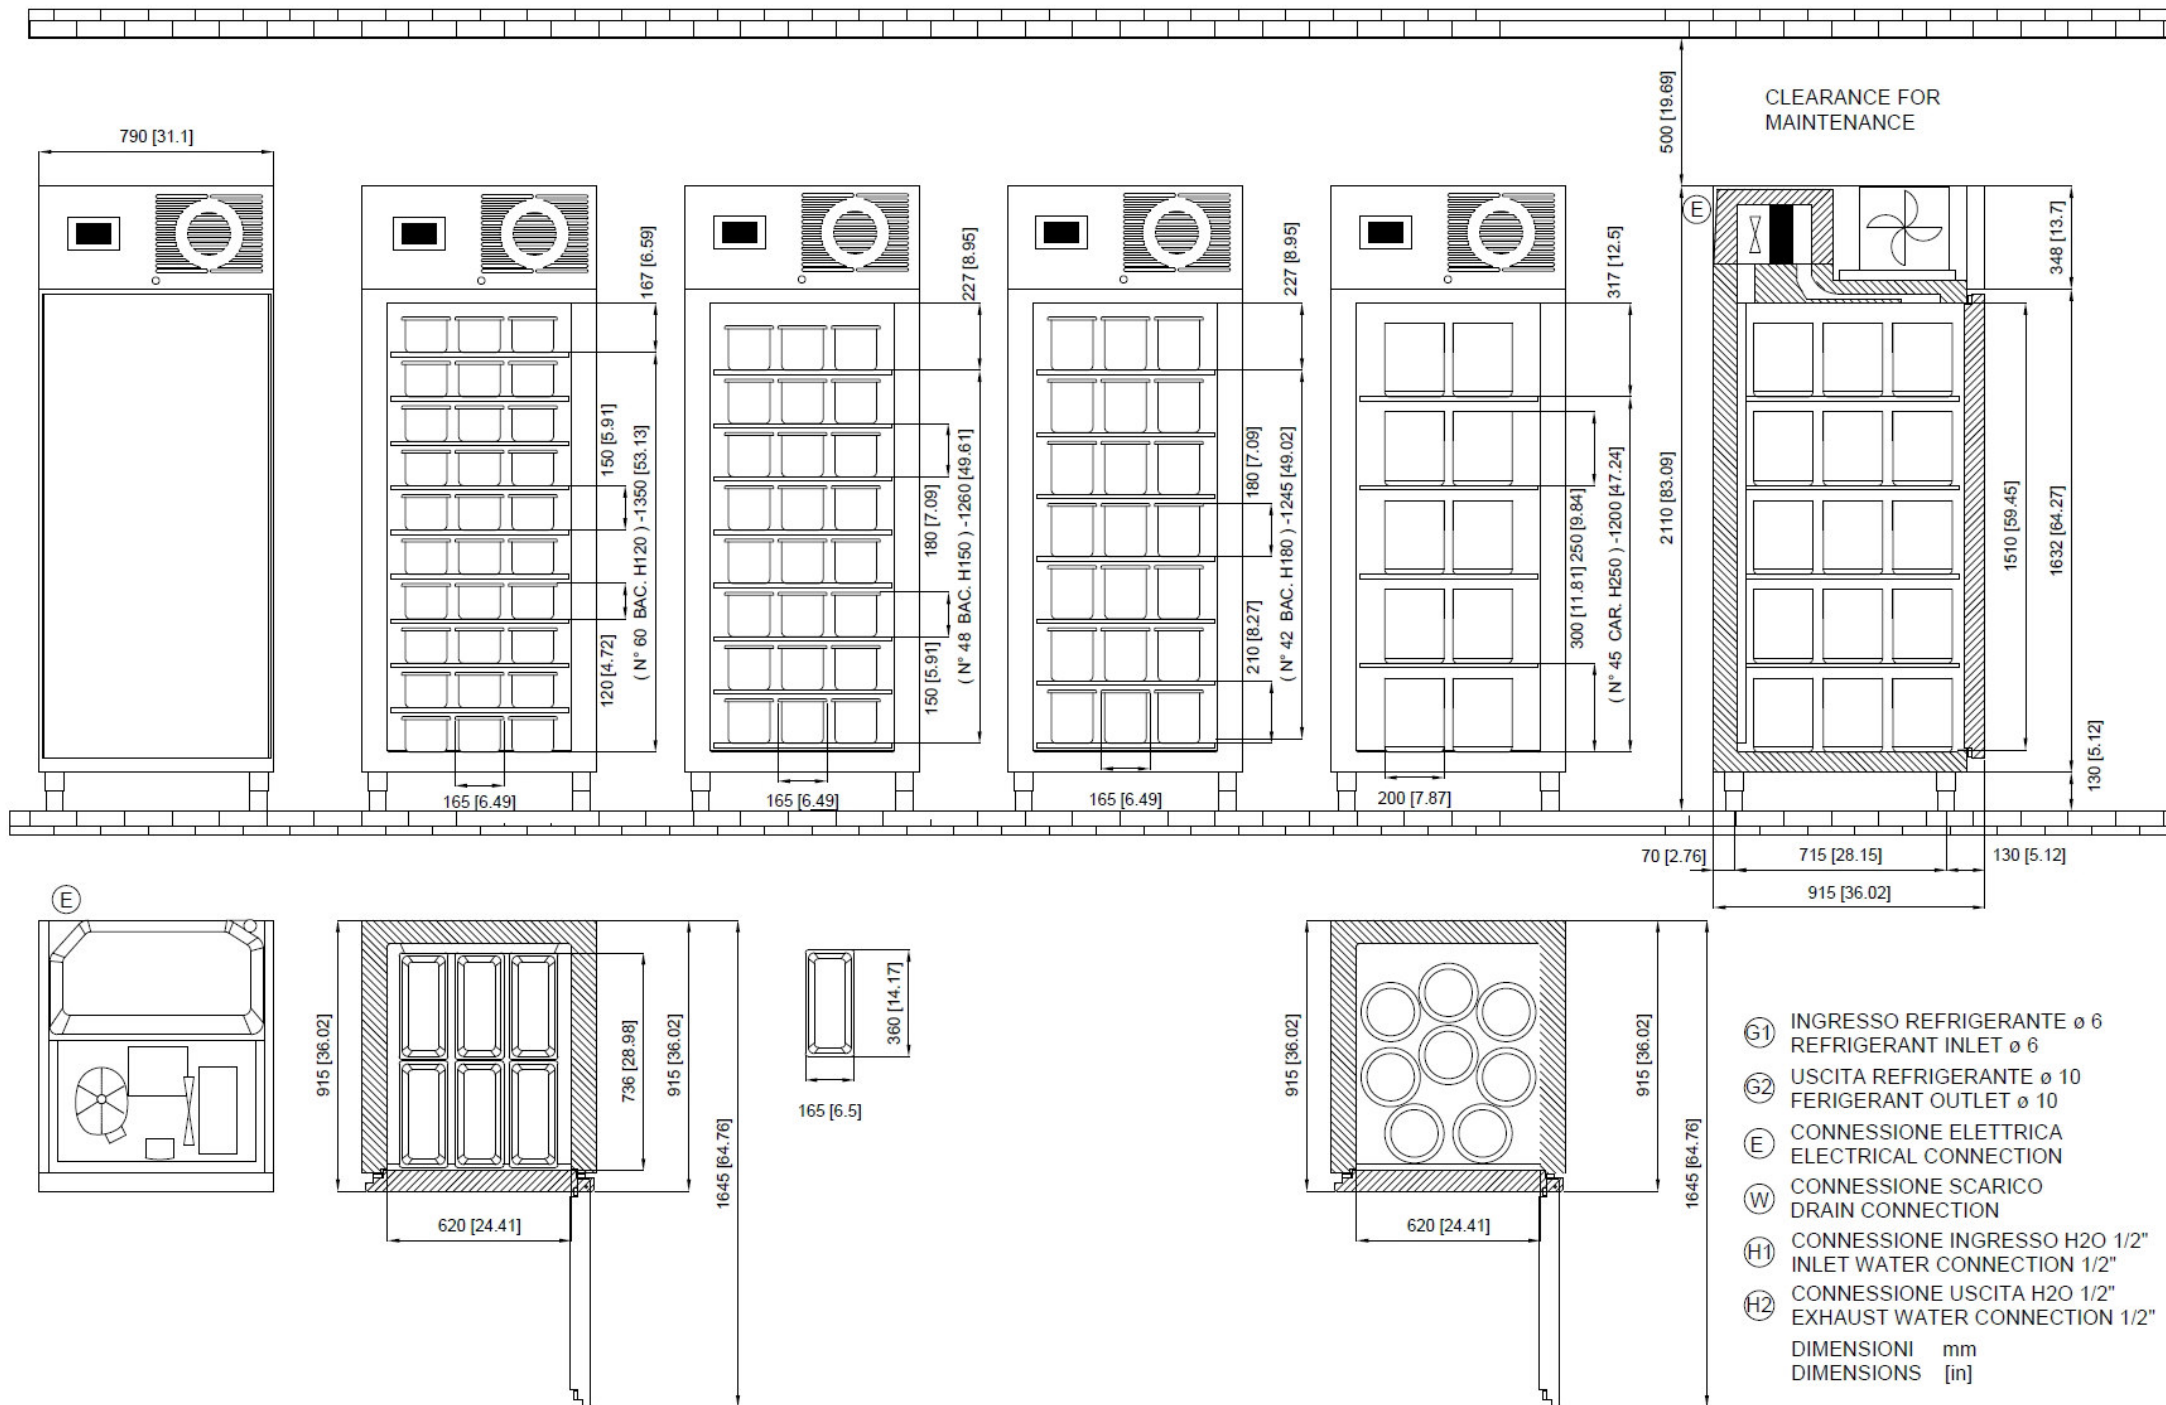 CLEARANCE FOR
MAINTENANCE
500 [19.69]
790 [31.1]
E
167 [6.59]
227 [8.95]
227 [8.95]
317 [12.5]
348 [13.7]
150 [5.91]
120 [4.72]
( N° 60 BAC. H120 ) -1350 [53.13]
180 [7.09]
150 [5.91]
( N° 48 BAC. H150 ) -1260 [49.61]
180 [7.09]
210 [8.27]
( N° 42 BAC. H180 ) -1245 [49.02]
300 [11.81] 250 [9.84]
( N° 45 CAR. H250 ) -1200 [47.24]
2110 [83.09]
1510 [59.45]
1632 [64.27]
130 [5.12]
165 [6.49]
165 [6.49]
165 [6.49]
200 [7.87]
70 [2.76]
715 [28.15]
130 [5.12]
915 [36.02]
E
915 [36.02]
736 [28.98]
915 [36.02]
1645 [64.76]
620 [24.41]
360 [14.17]
165 [6.5]
915 [36.02]
915 [36.02]
1645 [64.76]
620 [24.41]
G1 INGRESSO REFRIGERANTE ø 6
REFRIGERANT INLET ø 6
G2 USCITA REFRIGERANTE ø 10
FERIGERANT OUTLET ø 10
E CONNESSIONE ELETTRICA
ELECTRICAL CONNECTION
W CONNESSIONE SCARICO
DRAIN CONNECTION
H1 CONNESSIONE INGRESSO H2O 1/2"
INLET WATER CONNECTION 1/2"
H2 CONNESSIONE USCITA H2O 1/2"
EXHAUST WATER CONNECTION 1/2"
DIMENSIONI mm
DIMENSIONS [in]